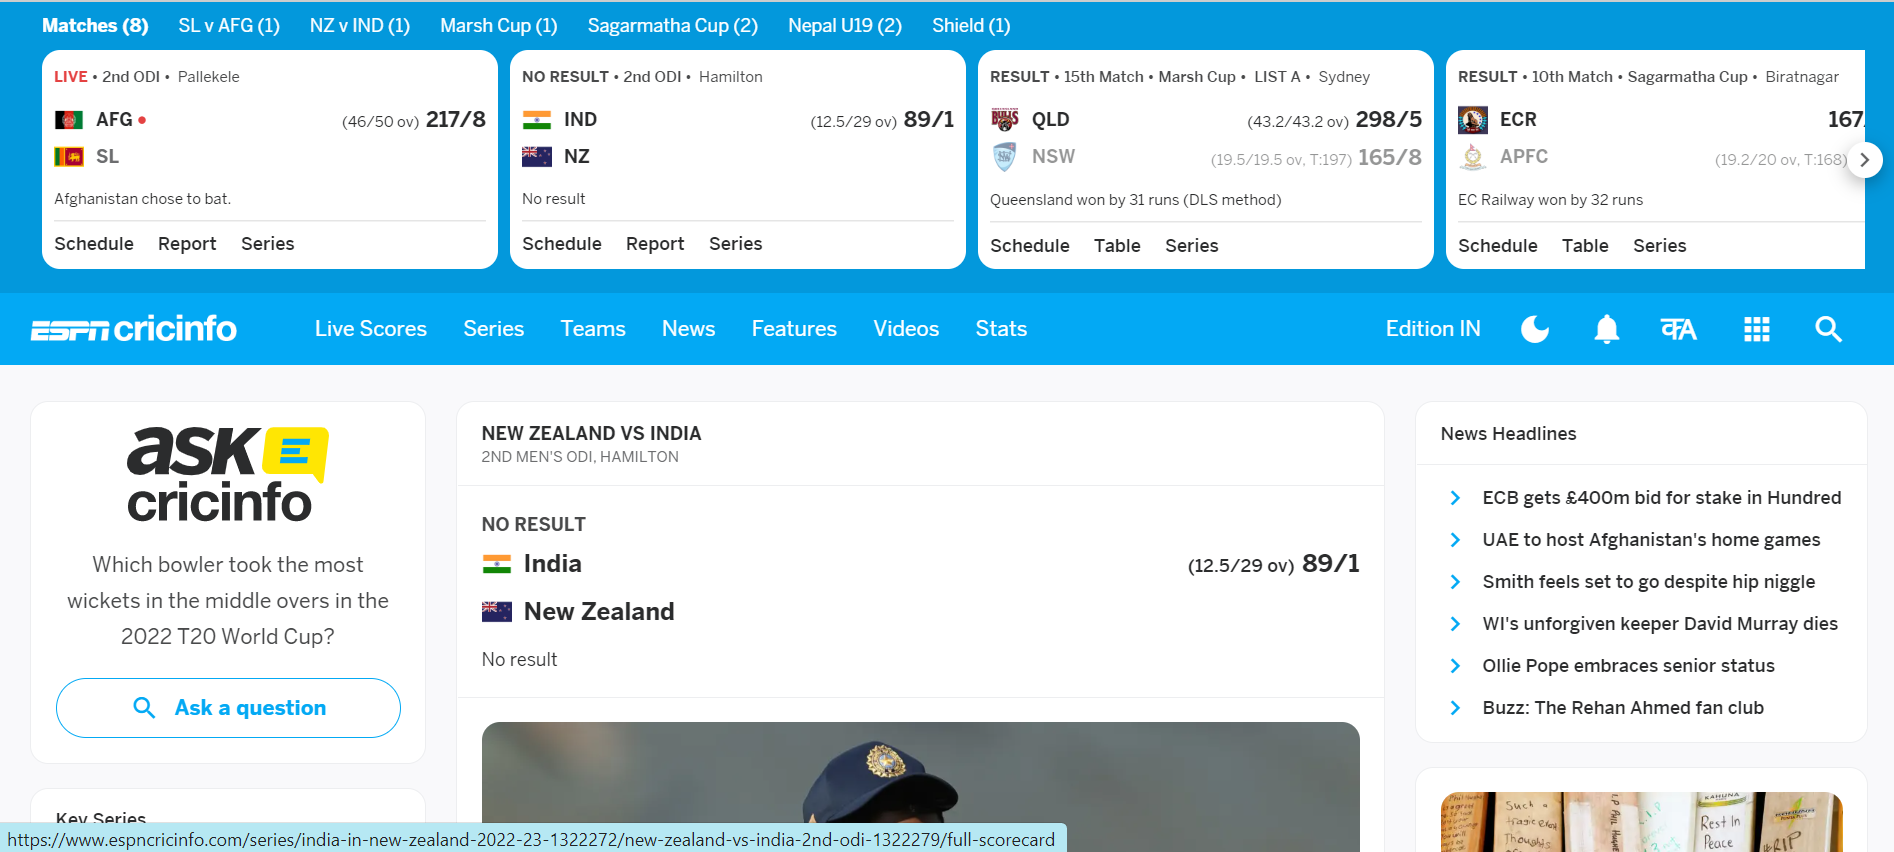 Matches (8) SL v AFG (1) NZ v IND (1) Marsh Cup (1) Sagarmatha Cup (2) Nepal U19 (2) Shield (1)
LIVE • 2nd ODI • Pallekele
AFG (46/50 ov) 217/8
SL
Afghanistan chose to bat.
Schedule Report Series
NO RESULT • 2nd ODI • Hamilton
IND (12.5/29 ov) 89/1
NZ
No result
Schedule Report Series
RESULT • 15th Match • Marsh Cup • LIST A • Sydney
QLD (43.2/43.2 ov) 298/5
NSW (19.5/19.5 ov, T:197) 165/8
Queensland won by 31 runs (DLS method)
Schedule Table Series
RESULT • 10th Match • Sagarmatha Cup • Biratnagar
ECR 167
APFC (19.2/20 ov, T:168)
EC Railway won by 32 runs
Schedule Table Series
ESPN cricinfo Live Scores Series Teams News Features Videos Stats Edition IN
ask
cricinfo
Which bowler took the most
wickets in the middle overs in the
2022 T20 World Cup?
Ask a question
Key Series
NEW ZEALAND VS INDIA
2ND MEN'S ODI, HAMILTON
NO RESULT
India (12.5/29 ov) 89/1
New Zealand
No result
News Headlines
ECB gets £400m bid for stake in Hundred
UAE to host Afghanistan's home games
Smith feels set to go despite hip niggle
WI's unforgiven keeper David Murray dies
Ollie Pope embraces senior status
Buzz: The Rehan Ahmed fan club
Such a
tragic
Thoughts
KAHUNA
Rest In
Peace
RIP
https://www.espncricinfo.com/series/india-in-new-zealand-2022-23-1322272/new-zealand-vs-india-2nd-odi-1322279/full-scorecard